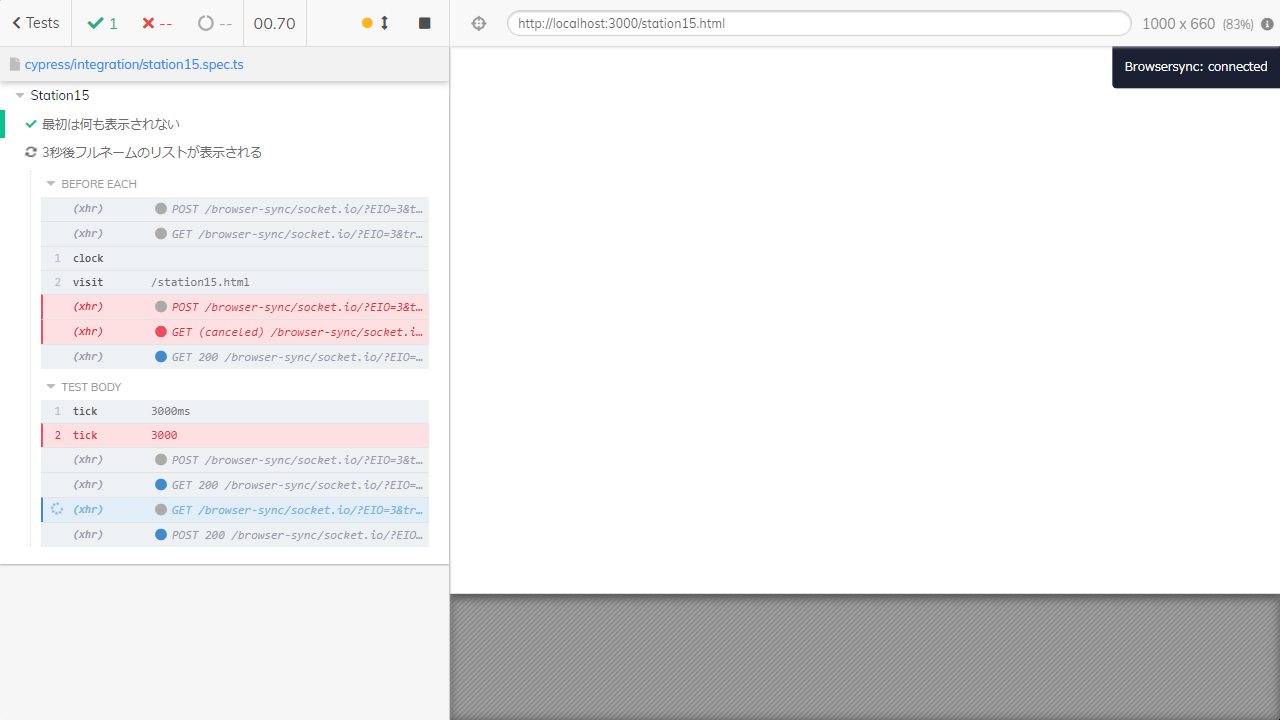 Tests
1
--
--
00.70
http://localhost:3000/station15.html
1000 x 660 (83%)
cypress/integration/station15.spec.ts
Browsersync: connected
Station15
最初は何も表示されない
3秒後フルネームのリストが表示される
BEFORE EACH
(xhr) POST /browser-sync/socket.io/?EIO=3&t…
(xhr) GET /browser-sync/socket.io/?EIO=3&tr…
1 clock
2 visit /station15.html
(xhr) POST /browser-sync/socket.io/?EIO=3&t…
(xhr) GET (canceled) /browser-sync/socket.i…
(xhr) GET 200 /browser-sync/socket.io/?EIO=…
TEST BODY
1 tick 3000ms
2 tick 3000
(xhr) POST /browser-sync/socket.io/?EIO=3&t…
(xhr) GET 200 /browser-sync/socket.io/?EIO=…
(xhr) GET /browser-sync/socket.io/?EIO=3&tr…
(xhr) POST 200 /browser-sync/socket.io/?EIO…